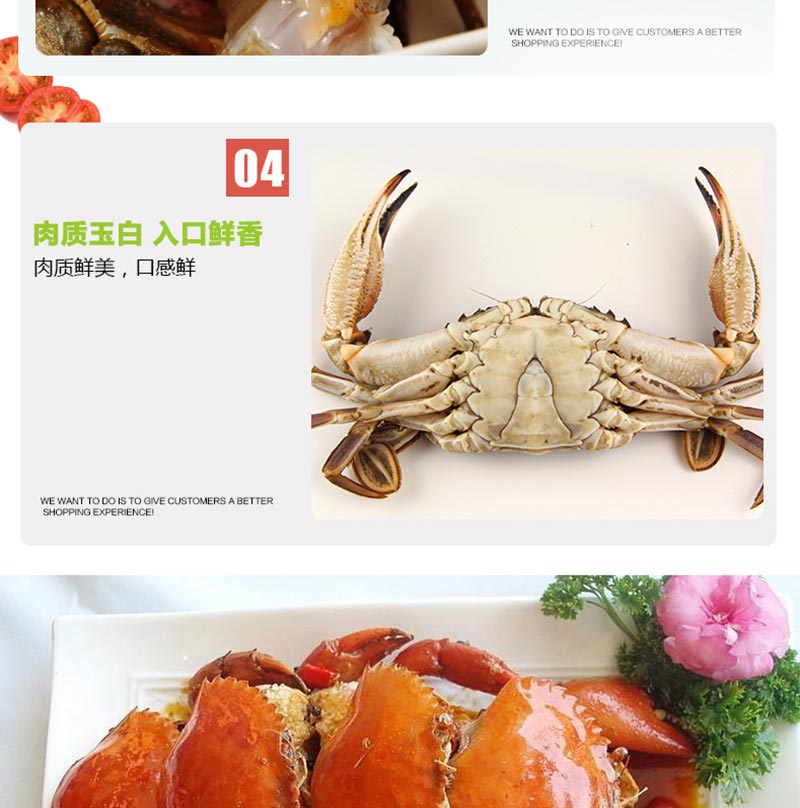 WE WANT TO DO IS TO GIVE CUSTOMERS A BETTER
SHOPPING EXPERIENCE!
04
肉质玉白 入口鲜香
肉质鲜美，口感鲜
WE WANT TO DO IS TO GIVE CUSTOMERS A BETTER
SHOPPING EXPERIENCE!